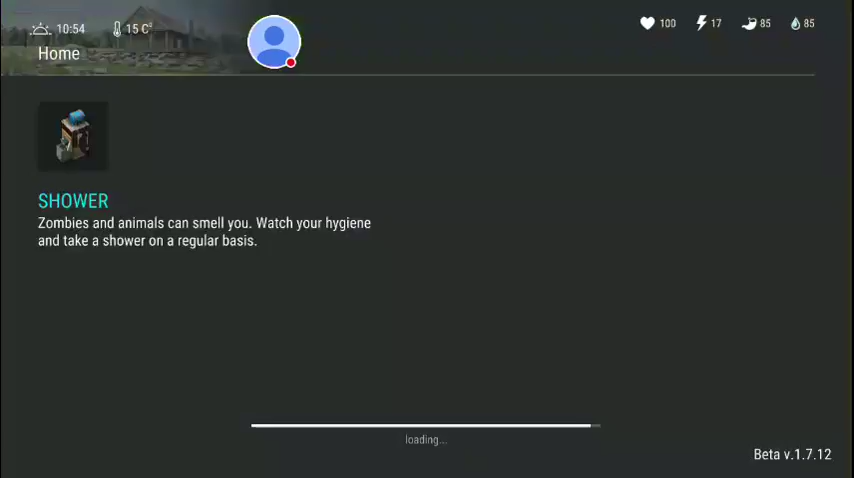 10:54
15 C°
100
17
85
85
Home
SHOWER
Zombies and animals can smell you. Watch your hygiene
and take a shower on a regular basis.
loading...
Beta v.1.7.12